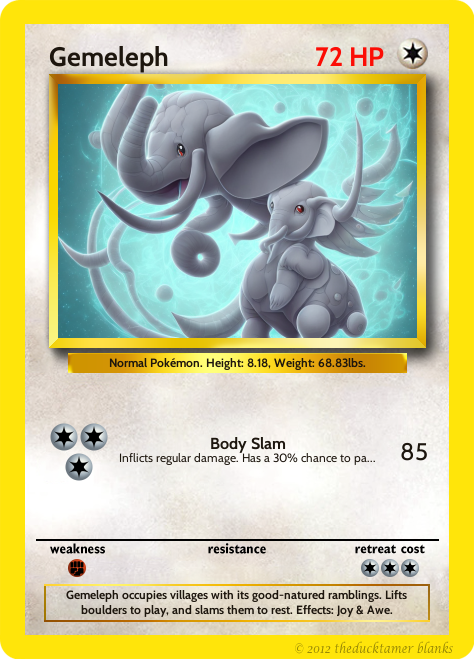 Gemeleph 72 HP
Normal Pokémon. Height: 8.18, Weight: 68.83lbs.
Body Slam
Inflicts regular damage. Has a 30% chance to pa...
85
weakness resistance retreat cost
Gemeleph occupies villages with its good-natured ramblings. Lifts
boulders to play, and slams them to rest. Effects: Joy & Awe.
© 2012 theducktamer blanks